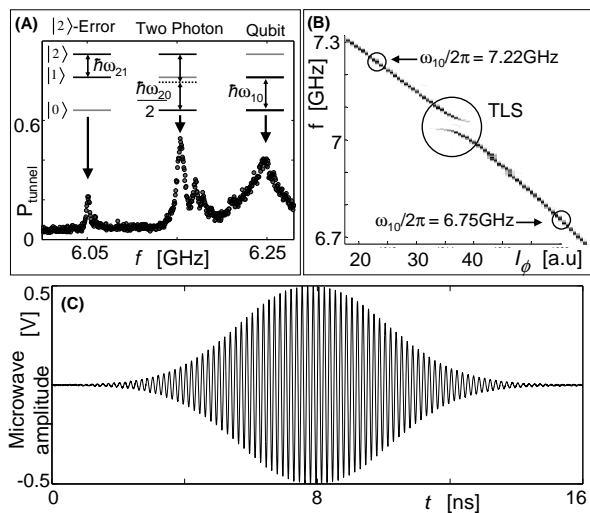 (A) |2⟩-Error Two Photon Qubit
|2⟩
|1⟩
|0⟩
ħω21
ħω20
2
ħω10
0.6
0
Ptunnel
6.05 f [GHz] 6.25
(B)
7.3
7
6.7
f [GHz]
ω10/2π = 7.22GHz
TLS
ω10/2π = 6.75GHz
20 30 40 50 Iϕ [a.u]
(C)
0.5
-0.5
Microwave
amplitude [V]
0 8 t [ns] 16